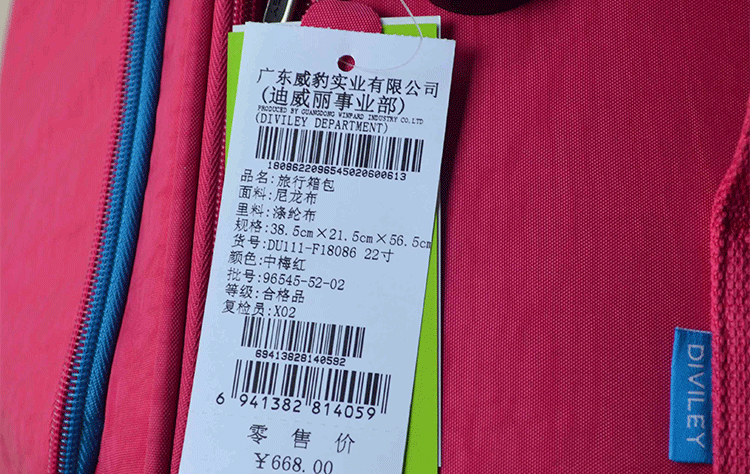 广东威豹实业有限公司
(迪威丽事业部)
PRODUCED BY GUANGDONG WINPARD INDUSTRY CO.LTD
(DIVILEY DEPARTMENT)
1808622096545020600613
品名:旅行箱包
面料:尼龙布
里料:涤纶布
规格:38.5cm×21.5cm×56.5cm
货号:DU111-F18086 22寸
颜色:中梅红
批号:96545-52-02
等级:合格品
复检员:X02
69413828140592
6 941382 814059
零售价
¥668.00
DIVILEY